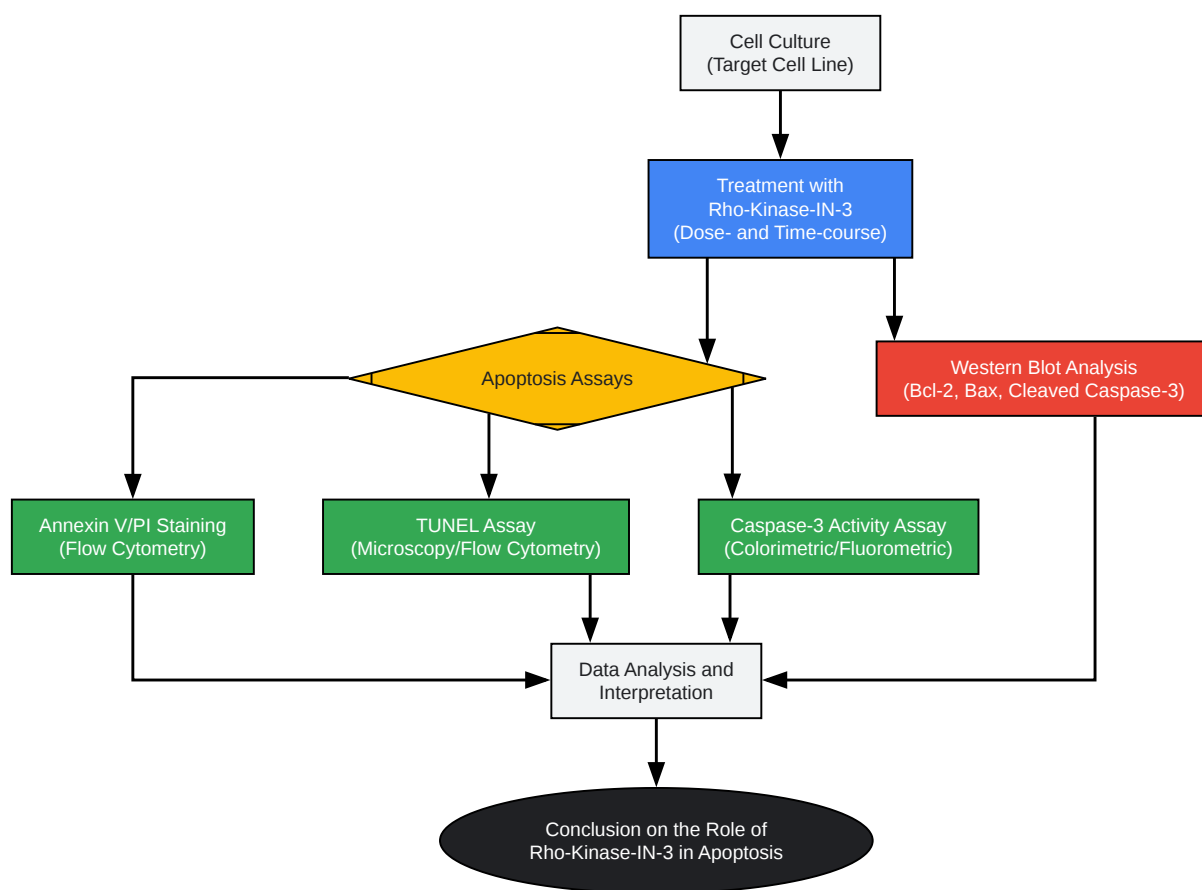 Cell Culture
(Target Cell Line)
Treatment with
Rho-Kinase-IN-3
(Dose- and Time-course)
Apoptosis Assays
Western Blot Analysis
(Bcl-2, Bax, Cleaved Caspase-3)
Annexin V/PI Staining
(Flow Cytometry)
TUNEL Assay
(Microscopy/Flow Cytometry)
Caspase-3 Activity Assay
(Colorimetric/Fluorometric)
Data Analysis and
Interpretation
Conclusion on the Role of
Rho-Kinase-IN-3 in Apoptosis